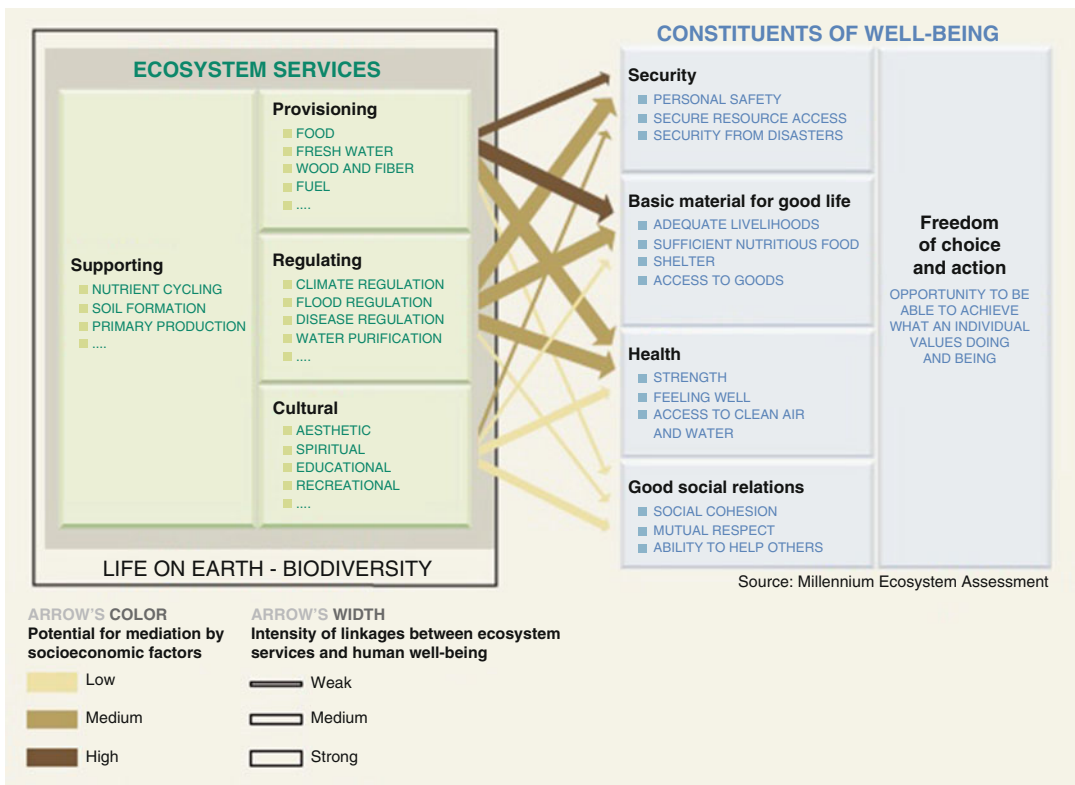 ECOSYSTEM SERVICES
Supporting
NUTRIENT CYCLING
SOIL FORMATION
PRIMARY PRODUCTION
....
Provisioning
FOOD
FRESH WATER
WOOD AND FIBER
FUEL
....
Regulating
CLIMATE REGULATION
FLOOD REGULATION
DISEASE REGULATION
WATER PURIFICATION
....
Cultural
AESTHETIC
SPIRITUAL
EDUCATIONAL
RECREATIONAL
....
LIFE ON EARTH - BIODIVERSITY
CONSTITUENTS OF WELL-BEING
Security
PERSONAL SAFETY
SECURE RESOURCE ACCESS
SECURITY FROM DISASTERS
Basic material for good life
ADEQUATE LIVELIHOODS
SUFFICIENT NUTRITIOUS FOOD
SHELTER
ACCESS TO GOODS
Health
STRENGTH
FEELING WELL
ACCESS TO CLEAN AIR
AND WATER
Good social relations
SOCIAL COHESION
MUTUAL RESPECT
ABILITY TO HELP OTHERS
Freedom
of choice
and action
OPPORTUNITY TO BE
ABLE TO ACHIEVE
WHAT AN INDIVIDUAL
VALUES DOING
AND BEING
Source: Millennium Ecosystem Assessment
ARROW'S COLOR
Potential for mediation by
socioeconomic factors
Low
Medium
High
ARROW'S WIDTH
Intensity of linkages between ecosystem
services and human well-being
Weak
Medium
Strong